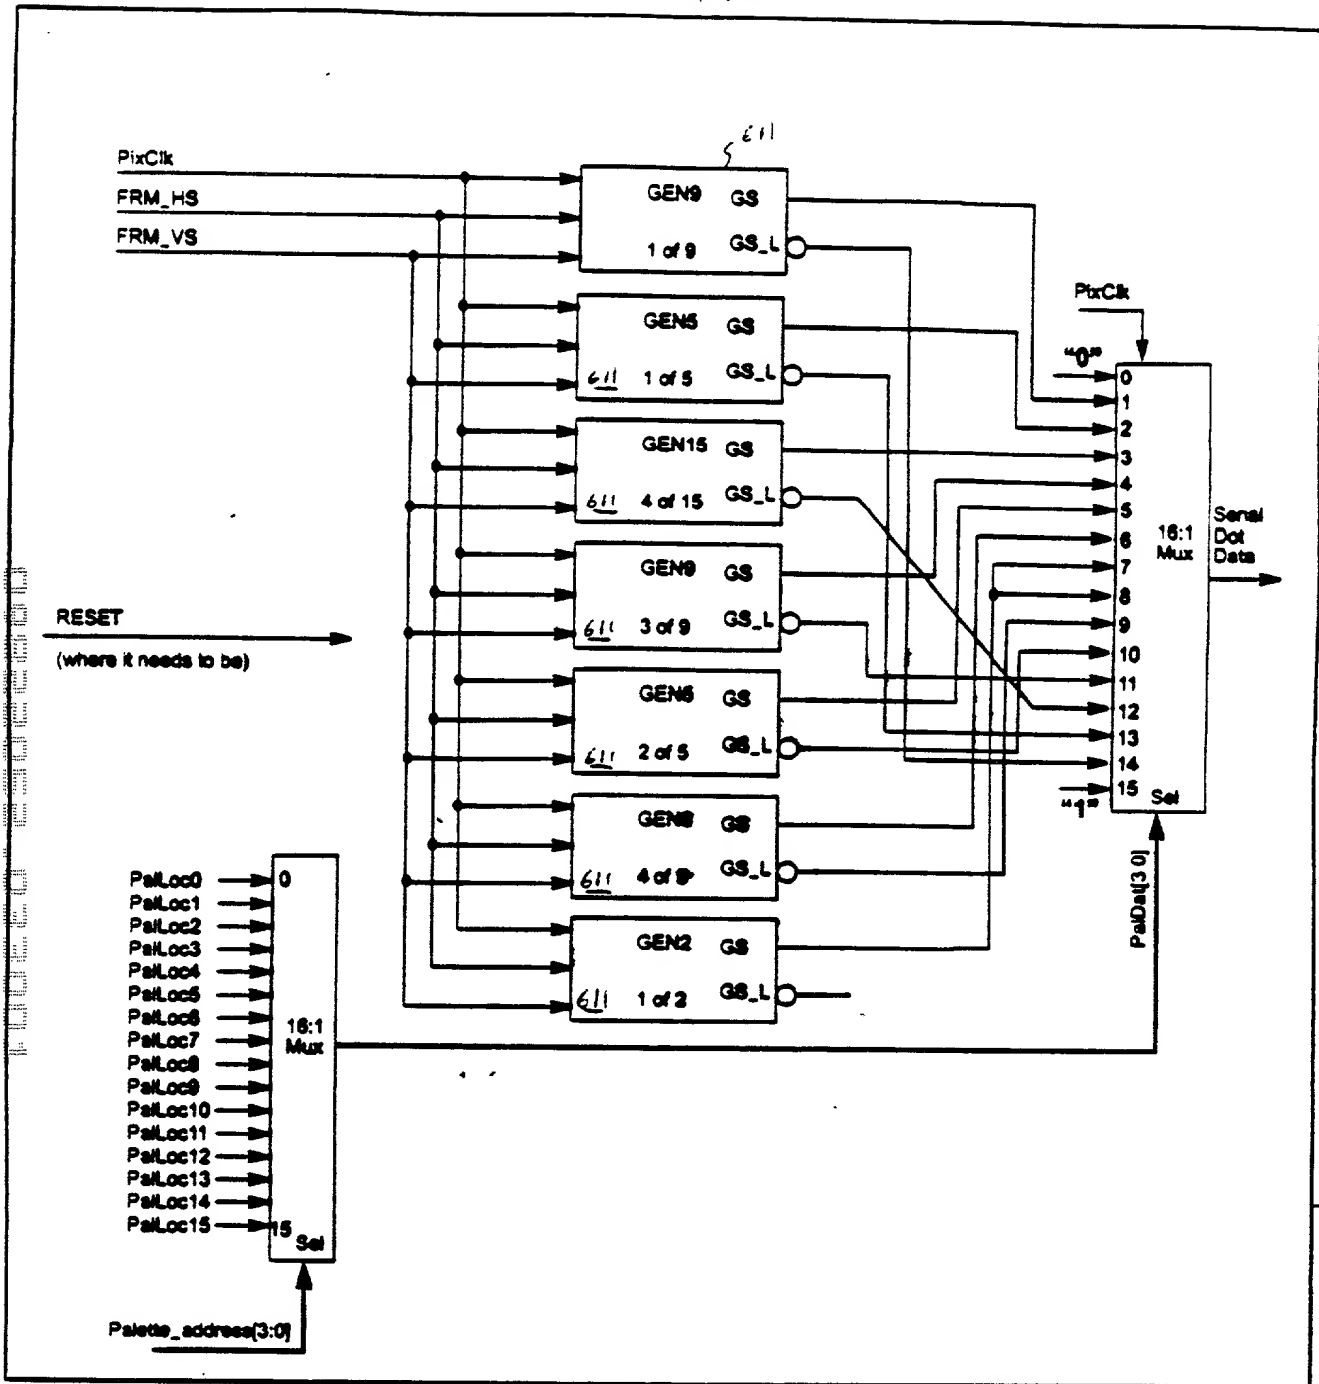 PixClk
FRM_HS
FRM_VS
611
GEN9 GS
1 of 9 GS_L
GEN5 GS
611 1 of 5 GS_L
GEN15 GS
611 4 of 15 GS_L
GEN9 GS
611 3 of 9 GS_L
GEN5 GS
611 2 of 5 GS_L
GEN9 GS
611 4 of 9 GS_L
GEN2 GS
611 1 of 2 GS_L
RESET
(where it needs to be)
PixClk
"0"
0
1
2
3
4
5
6
7
8
9
10
11
12
13
14
15
"1"
16:1
Mux
Sel
Serial
Dot
Data
PalDat[3 0]
PalLoc0
PalLoc1
PalLoc2
PalLoc3
PalLoc4
PalLoc5
PalLoc6
PalLoc7
PalLoc8
PalLoc9
PalLoc10
PalLoc11
PalLoc12
PalLoc13
PalLoc14
PalLoc15
0
16:1
Mux
15
Sel
Palette_address[3:0]